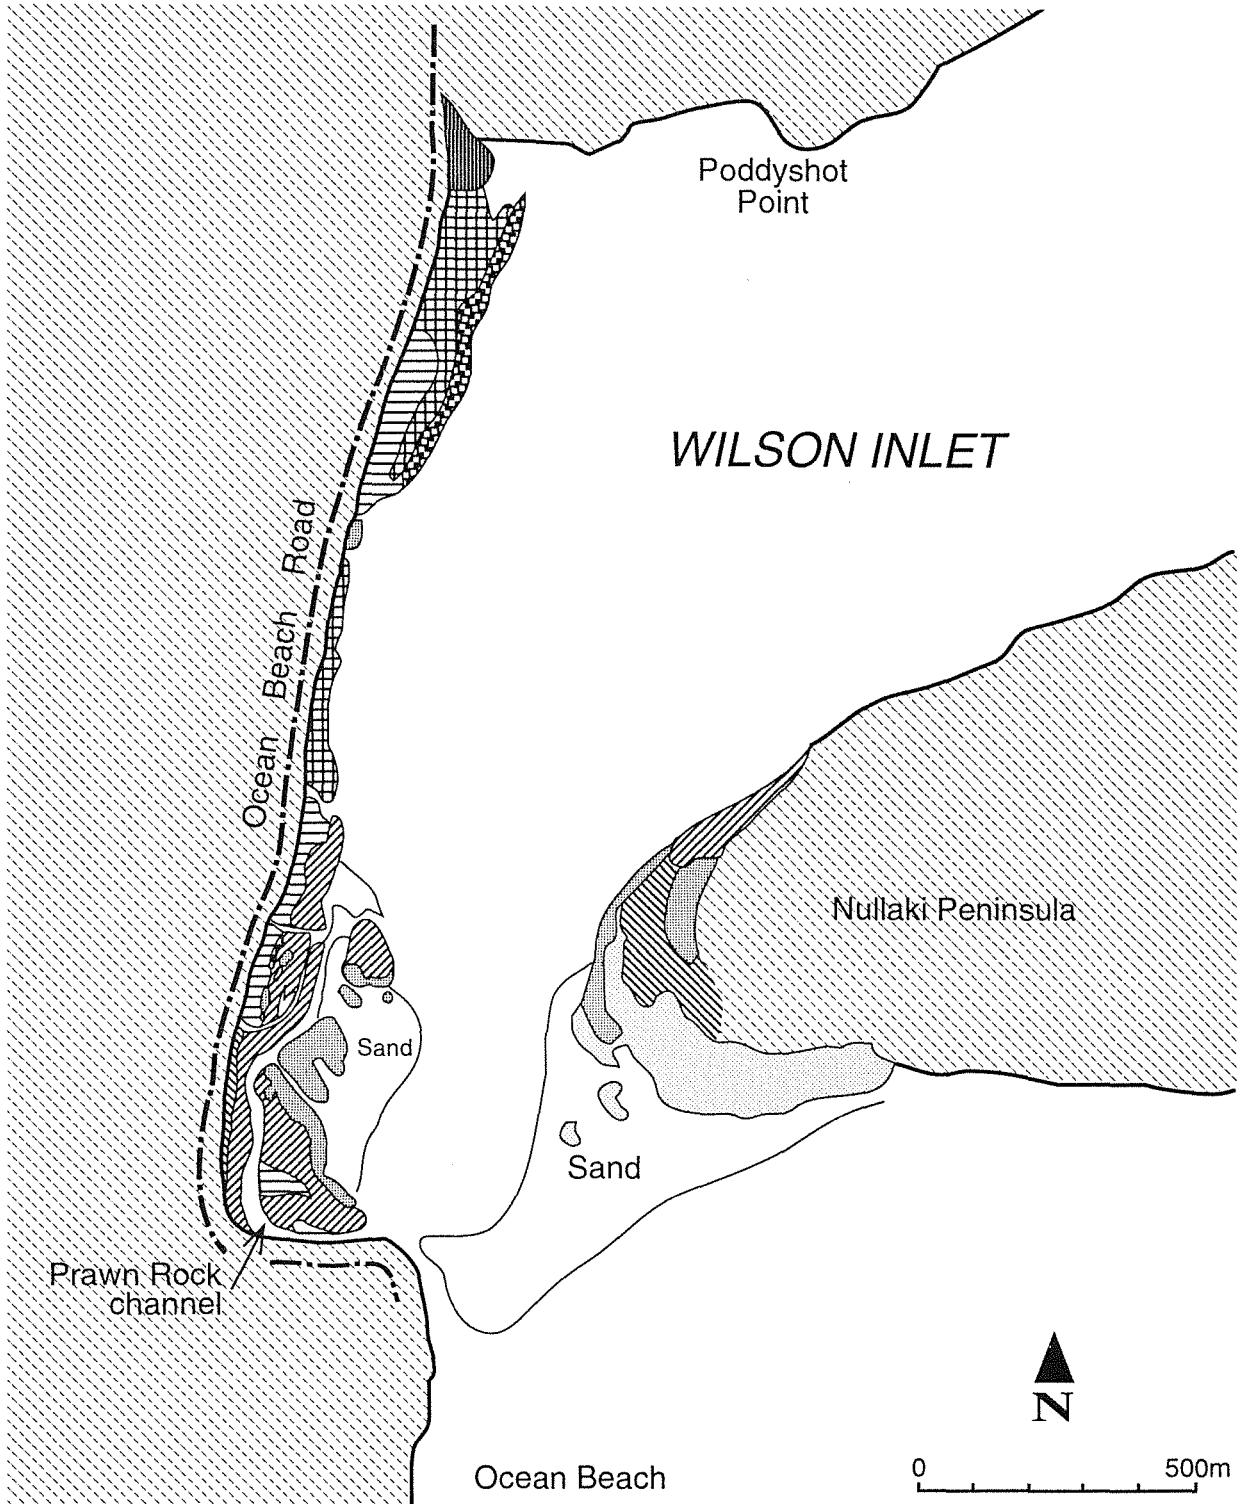 Poddyshot
Point
WILSON INLET
Ocean Beach Road
Nullaki Peninsula
Sand
Sand
Prawn Rock
channel
N
0 500m
Ocean Beach